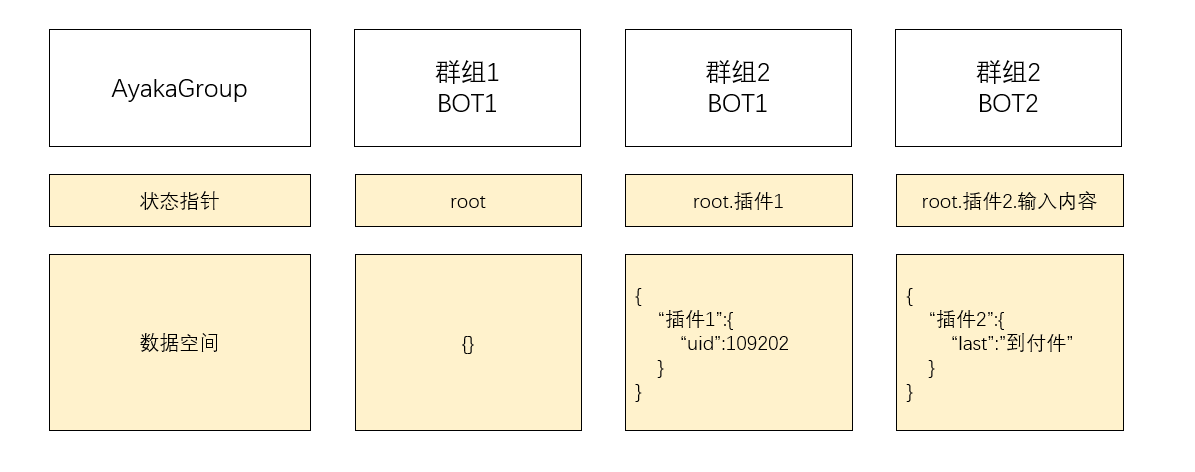 AyakaGroup
群组1
BOT1
群组2
BOT1
群组2
BOT2
状态指针
root
root.插件1
root.插件2.输入内容
数据空间
{}
{
“插件1”:{
“uid”:109202
}
}
{
“插件2”:{
“last”:”到付件”
}
}